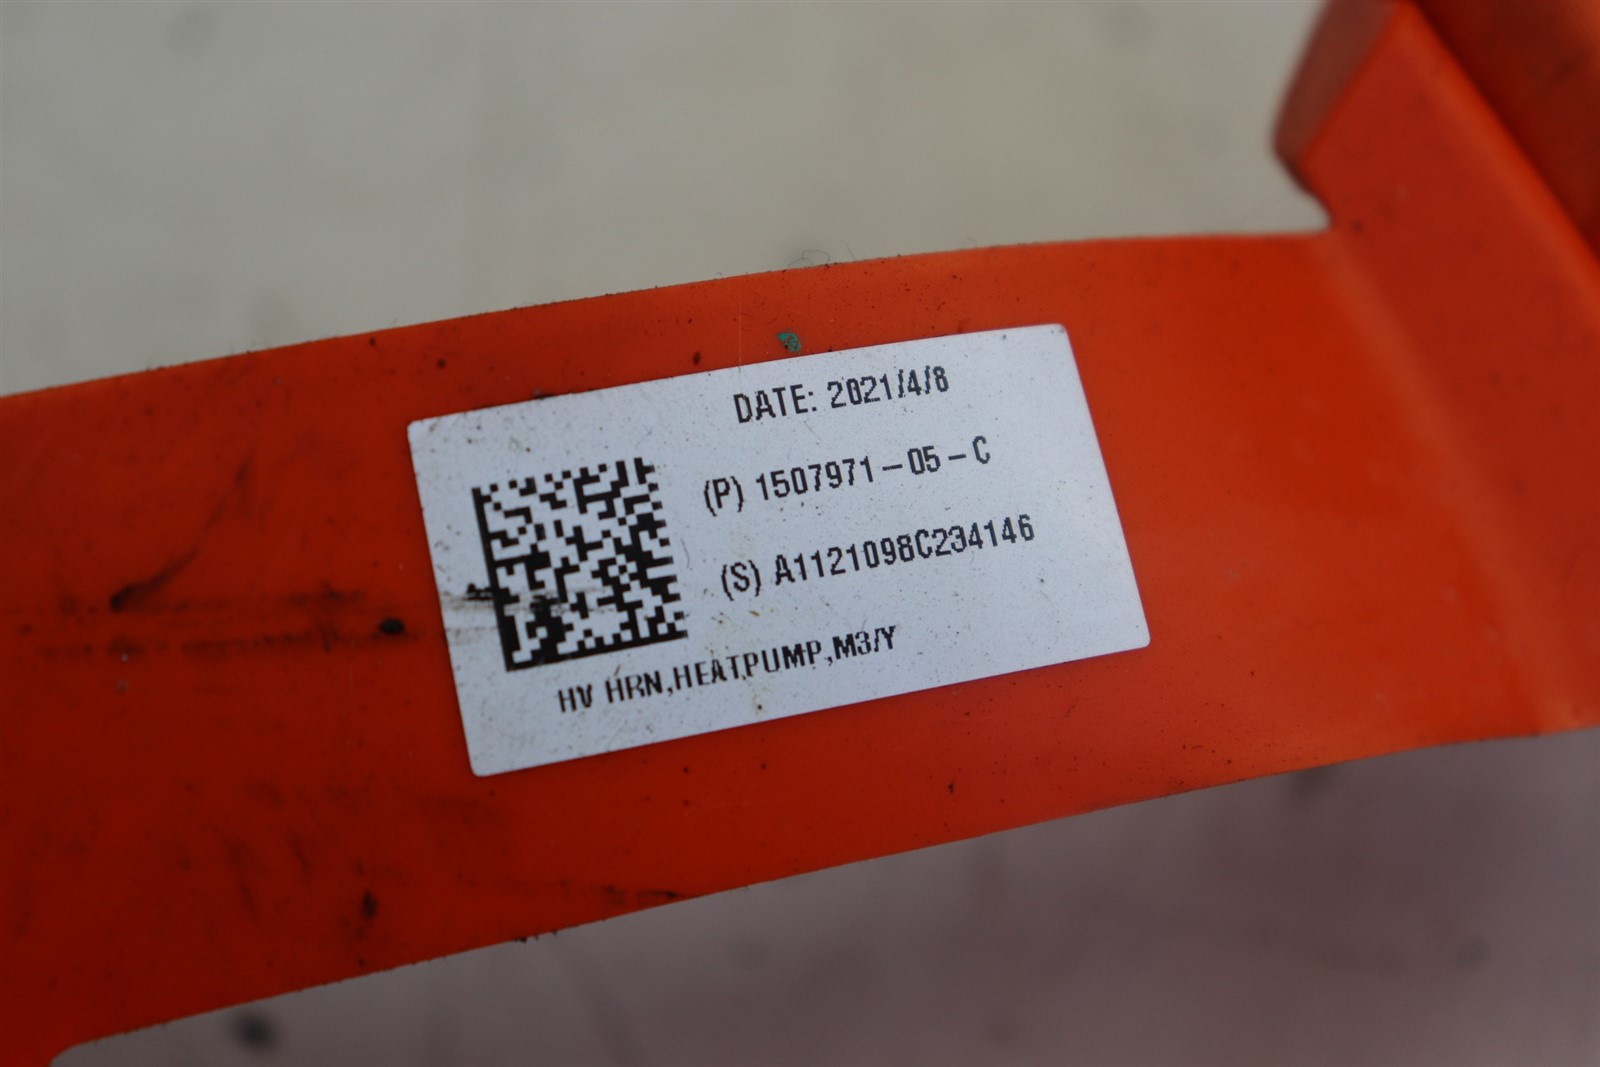 DATE: 2021/4/8
(P) 1507971-05-C
(S) A1121098C234146
HV HRN,HEATPUMP,M3/Y